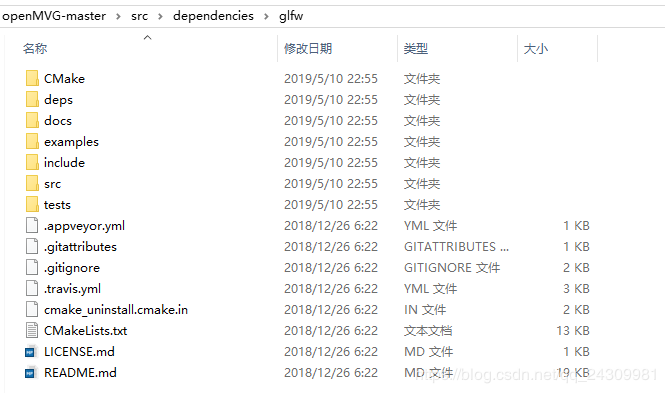 openMVG-master > src > dependencies > glfw
名称 修改日期 类型 大小
CMake 2019/5/10 22:55 文件夹
deps 2019/5/10 22:55 文件夹
docs 2019/5/10 22:55 文件夹
examples 2019/5/10 22:55 文件夹
include 2019/5/10 22:55 文件夹
src 2019/5/10 22:55 文件夹
tests 2019/5/10 22:55 文件夹
.appveyor.yml 2018/12/26 6:22 YML 文件 1 KB
.gitattributes 2018/12/26 6:22 GITATTRIBUTES ... 1 KB
.gitignore 2018/12/26 6:22 GITIGNORE 文件 2 KB
.travis.yml 2018/12/26 6:22 YML 文件 3 KB
cmake_uninstall.cmake.in 2018/12/26 6:22 IN 文件 2 KB
CMakeLists.txt 2018/12/26 6:22 文本文档 13 KB
LICENSE.md 2018/12/26 6:22 MD 文件 1 KB
README.md 2018/12/26 6:22 MD 文件 19 KB
https://blog.csdn.net/qq_24309981